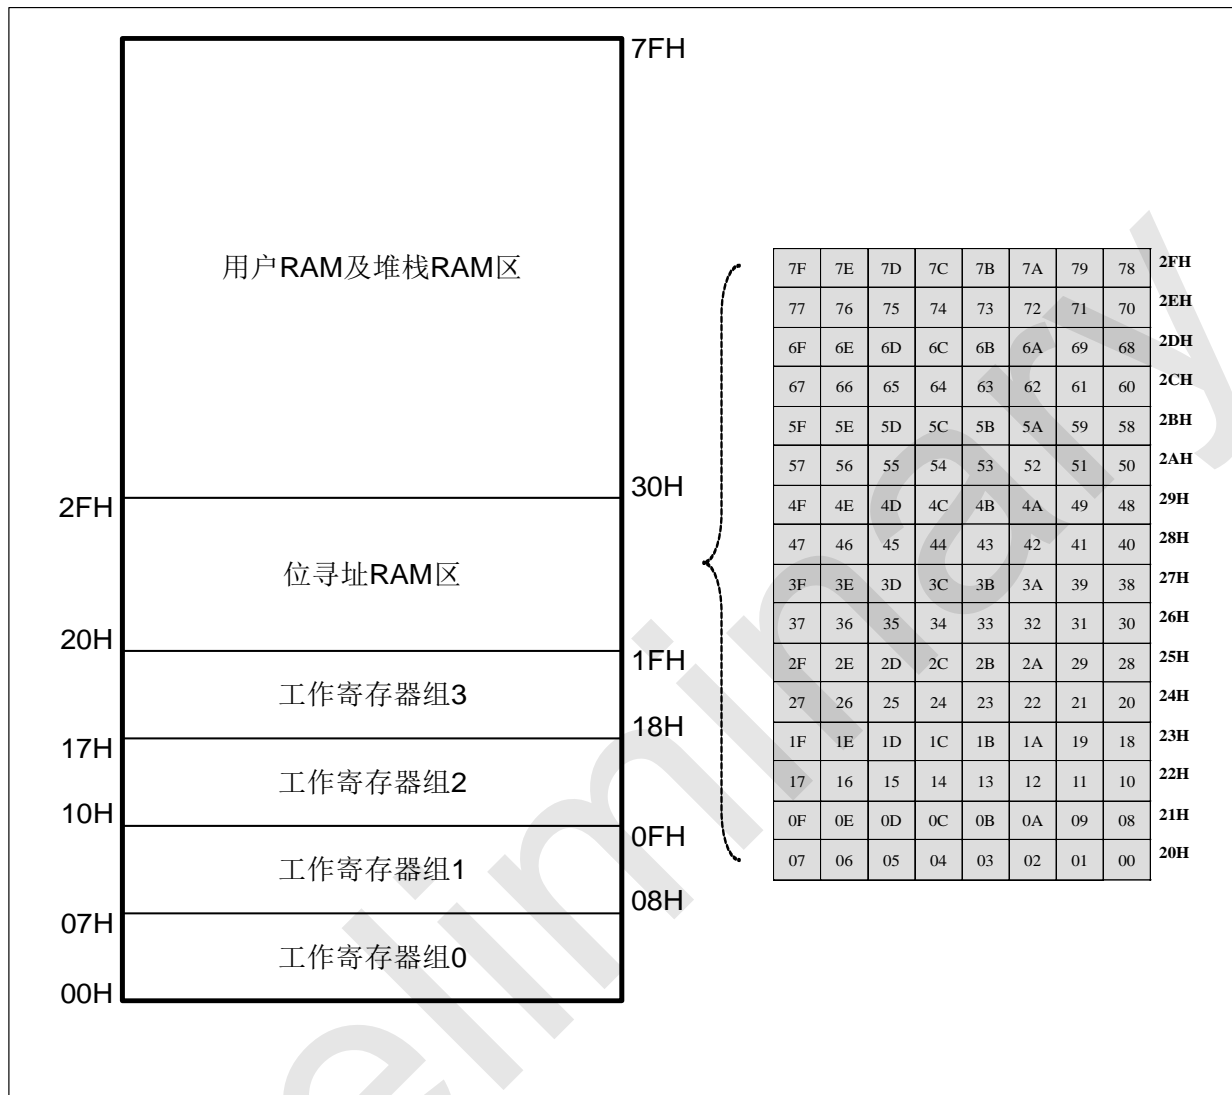 7FH
用户RAM及堆栈RAM区
30H
2FH
位寻址RAM区
20H
1FH
工作寄存器组3
18H
17H
工作寄存器组2
10H
0FH
工作寄存器组1
08H
07H
工作寄存器组0
00H
7F 7E 7D 7C 7B 7A 79 78 2FH
77 76 75 74 73 72 71 70 2EH
6F 6E 6D 6C 6B 6A 69 68 2DH
67 66 65 64 63 62 61 60 2CH
5F 5E 5D 5C 5B 5A 59 58 2BH
57 56 55 54 53 52 51 50 2AH
4F 4E 4D 4C 4B 4A 49 48 29H
47 46 45 44 43 42 41 40 28H
3F 3E 3D 3C 3B 3A 39 38 27H
37 36 35 34 33 32 31 30 26H
2F 2E 2D 2C 2B 2A 29 28 25H
27 26 25 24 23 22 21 20 24H
1F 1E 1D 1C 1B 1A 19 18 23H
17 16 15 14 13 12 11 10 22H
0F 0E 0D 0C 0B 0A 09 08 21H
07 06 05 04 03 02 01 00 20H
eliminary